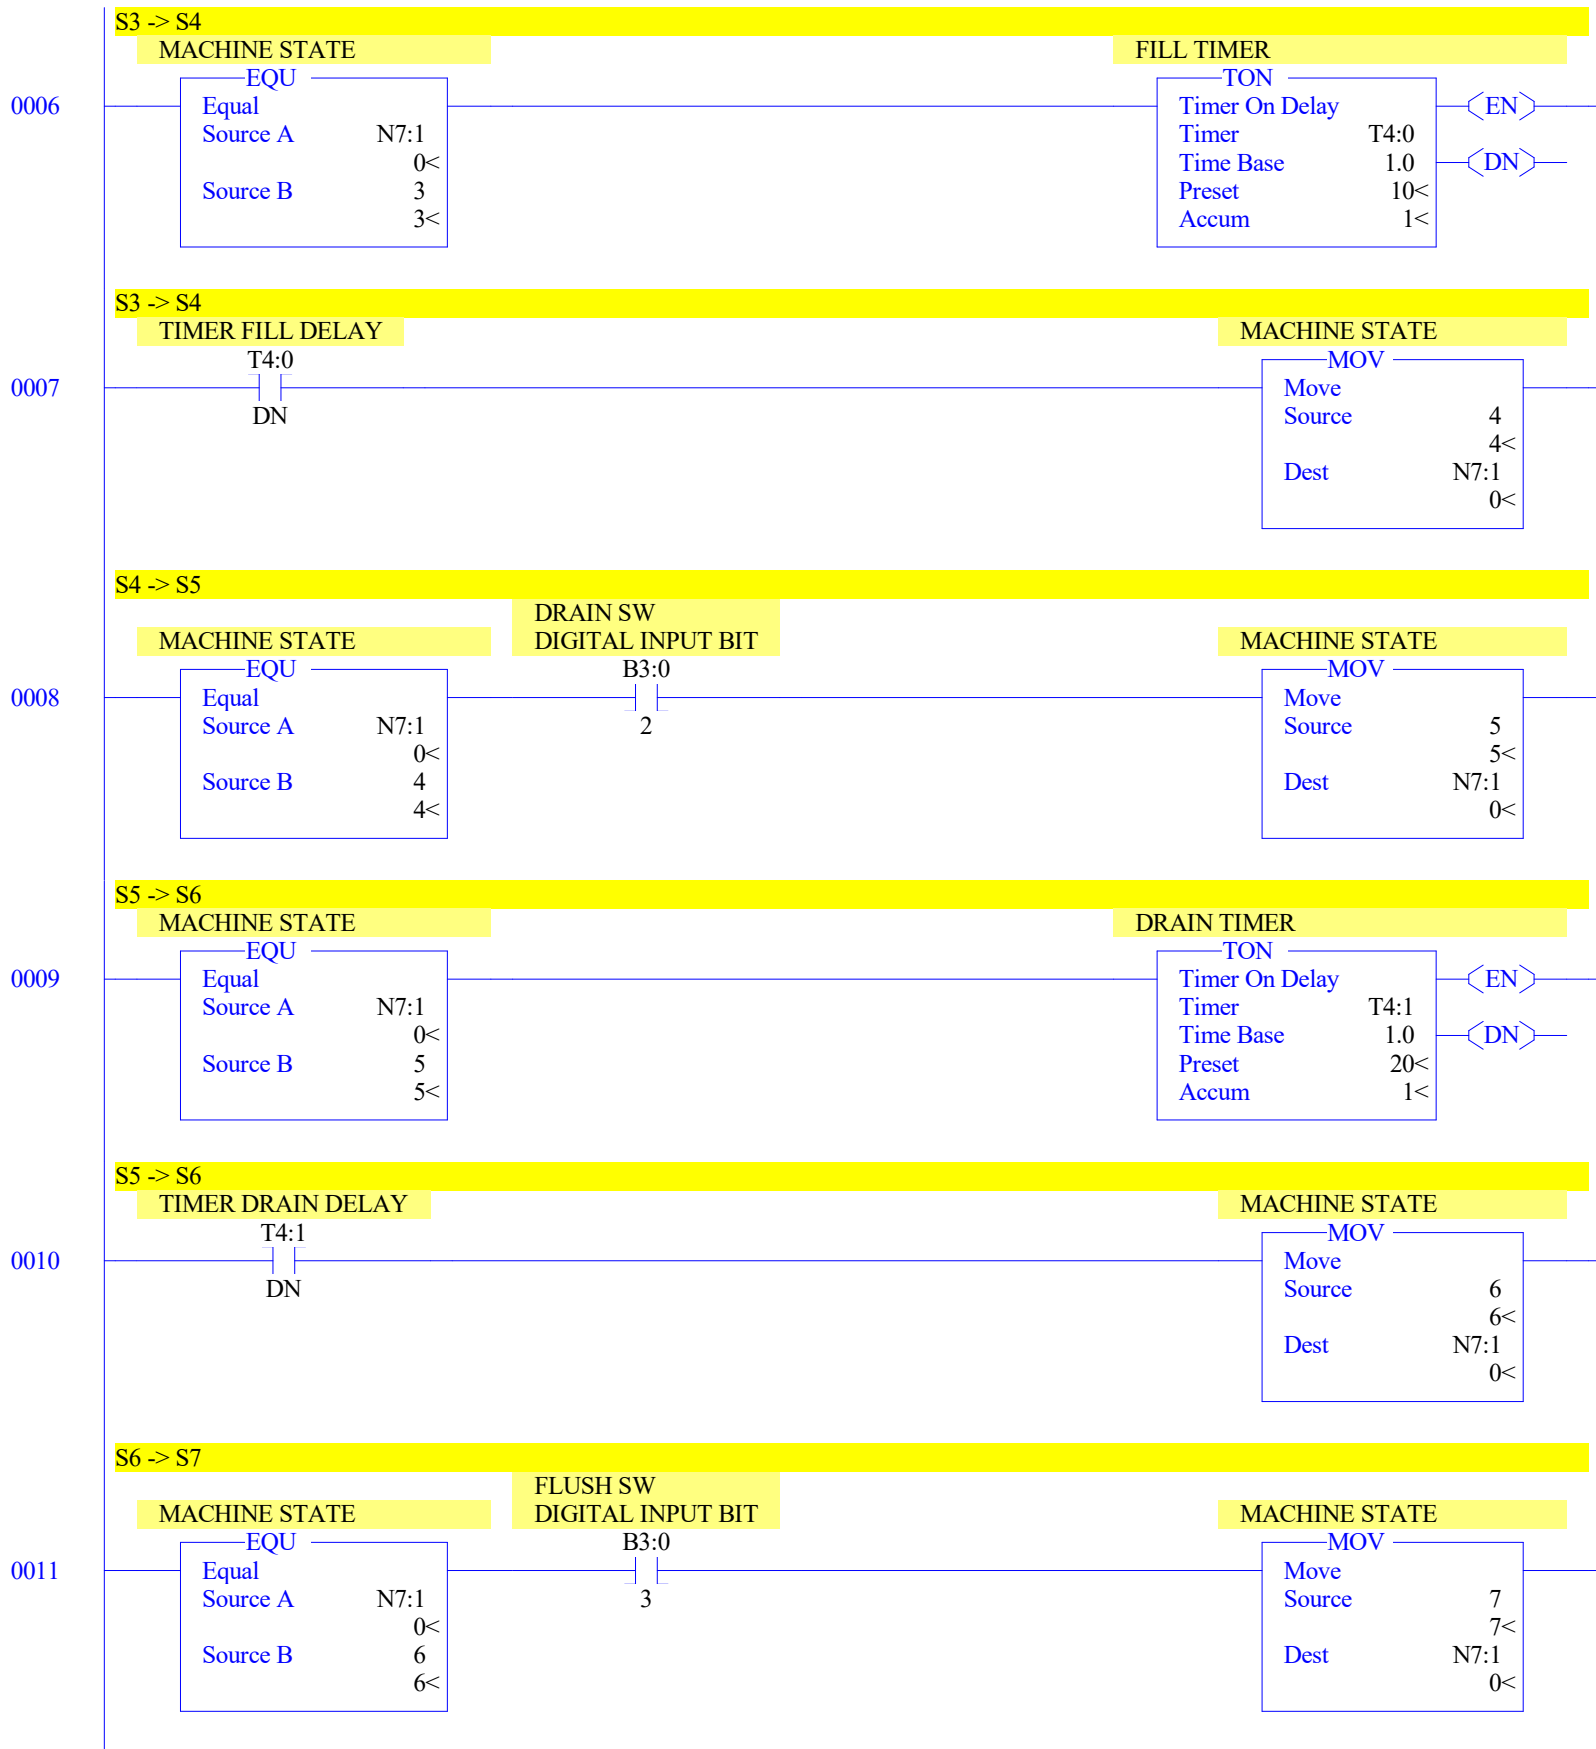 S3 -> S4
MACHINE STATE FILL TIMER
EQU TON
0006 Equal Timer On Delay EN
Source A N7:1 Timer T4:0
0< Time Base 1.0 DN
Source B 3 Preset 10<
3< Accum 1<
S3 -> S4
TIMER FILL DELAY MACHINE STATE
T4:0 MOV
0007 Move
DN Source 4
4<
Dest N7:1
0<
S4 -> S5
DRAIN SW
MACHINE STATE DIGITAL INPUT BIT MACHINE STATE
EQU B3:0 MOV
0008 Equal Move
Source A N7:1 2 Source 5
0< 5<
Source B 4 Dest N7:1
4< 0<
S5 -> S6
MACHINE STATE DRAIN TIMER
EQU TON
0009 Equal Timer On Delay EN
Source A N7:1 Timer T4:1
0< Time Base 1.0 DN
Source B 5 Preset 20<
5< Accum 1<
S5 -> S6
TIMER DRAIN DELAY MACHINE STATE
T4:1 MOV
0010 Move
DN Source 6
6<
Dest N7:1
0<
S6 -> S7
FLUSH SW
MACHINE STATE DIGITAL INPUT BIT MACHINE STATE
EQU B3:0 MOV
0011 Equal Move
Source A N7:1 3 Source 7
0< 7<
Source B 6 Dest N7:1
6< 0<